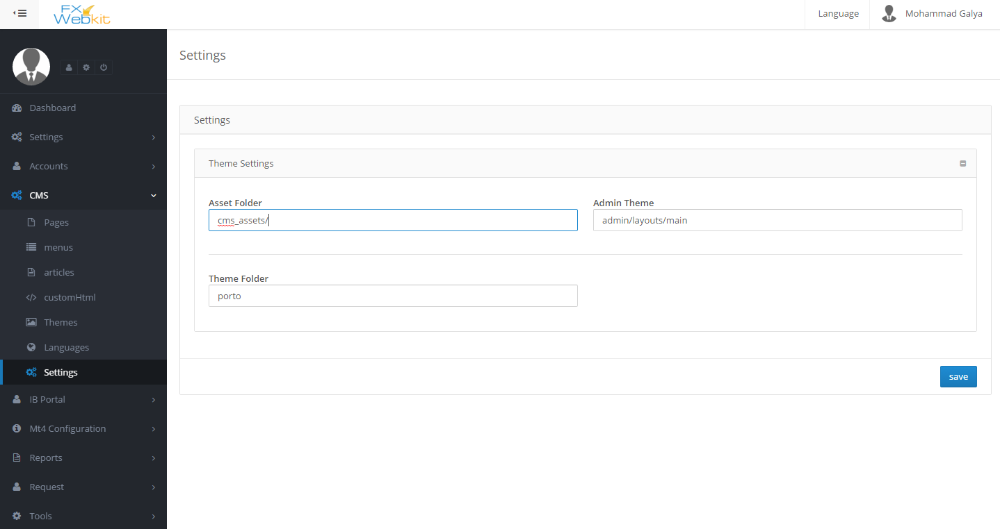 FX
Webkit
Language
Mohammad Galya
Dashboard
Settings
Accounts
CMS
Pages
menus
articles
customHtml
Themes
Languages
Settings
IB Portal
Mt4 Configuration
Reports
Request
Tools
Settings
Settings
Theme Settings
Asset Folder
cms_assets/
Admin Theme
admin/layouts/main
Theme Folder
porto
save